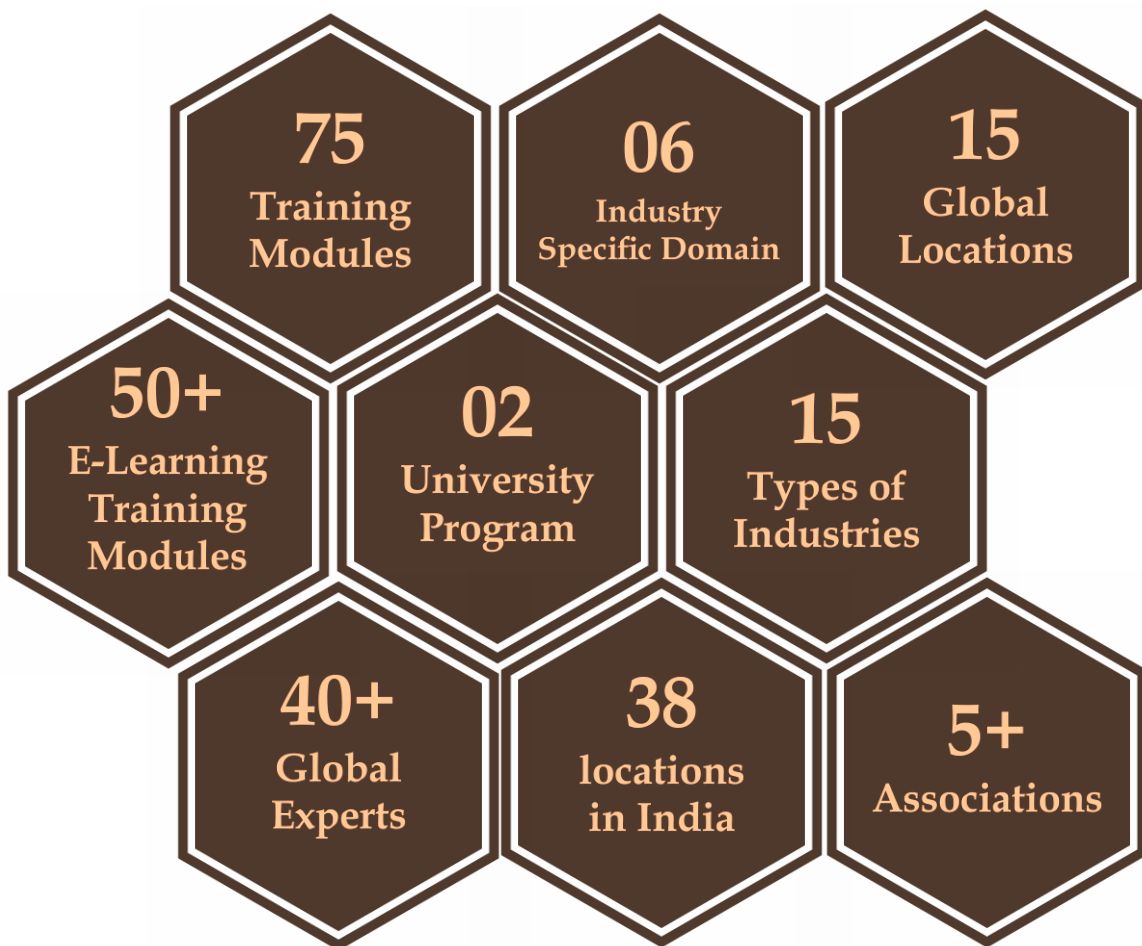 75
Training
Modules
06
Industry
Specific Domain
15
Global
Locations
50+
E-Learning
Training
Modules
02
University
Program
15
Types of
Industries
40+
Global
Experts
38
locations
in India
5+
Associations